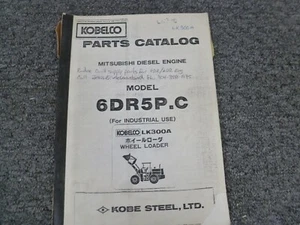 LK300A
KOBELCO
PARTS CATALOG
MITSUBISHI DIESEL ENGINE
MODEL
6DR5P.C
(For INDUSTRIAL USE)
KOBELCO LK300A
ホイールローダ
WHEEL LOADER
KOBE STEEL, LTD.